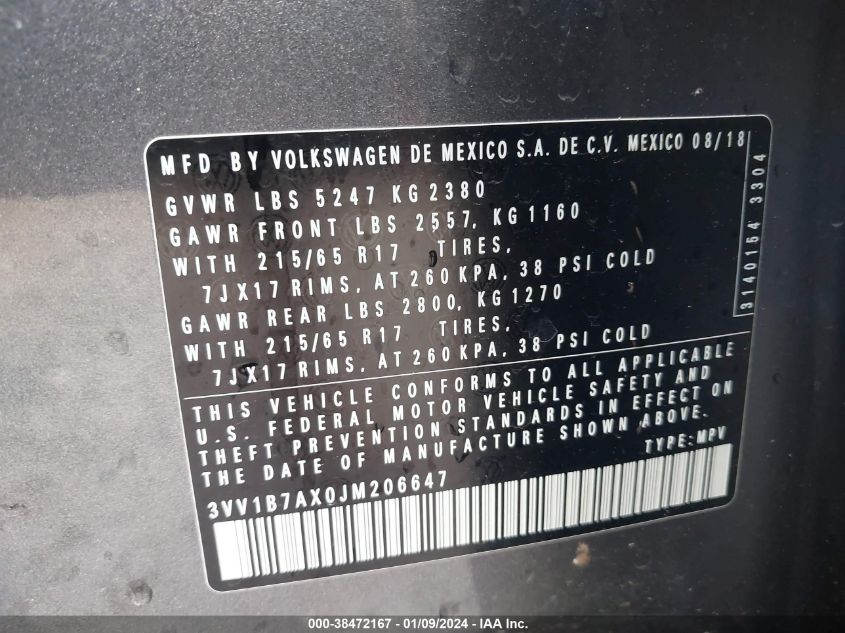 MFD BY VOLKSWAGEN DE MEXICO S.A. DE C.V. MEXICO 08/18
GVWR LBS 5247 KG 2380
GAWR FRONT LBS 2557, KG 1160
WITH 215/65 R17 TIRES,
7JX17 RIMS, AT 260 KPA, 38 PSI COLD
GAWR REAR LBS 2800, KG 1270
WITH 215/65 R17 TIRES,
7JX17 RIMS, AT 260 KPA, 38 PSI COLD
3140164 3304
THIS VEHICLE CONFORMS TO ALL APPLICABLE
U.S. FEDERAL MOTOR VEHICLE SAFETY AND
THEFT PREVENTION STANDARDS IN EFFECT ON
THE DATE OF MANUFACTURE SHOWN ABOVE.
TYPE: MPV
3VV1B7AX0JM206647
000-38472167 - 01/09/2024 - IAA Inc.